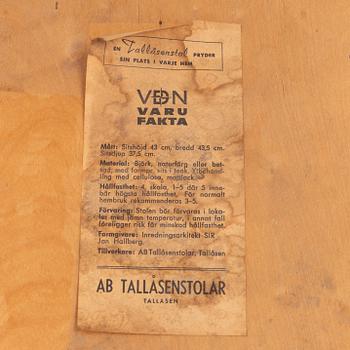 EN Tallåsenstol PRYDER
SIN PLATS I VARJE HEM
VDN
VARU
FAKTA
Mått: Sitshöjd 43 cm, bredd 43,5 cm.
Sitsdjup 37,5 cm.
Material: Björk, naturfärg eller bet-
sad, med formpr. sits i teak. Ytbehand-
ling med cellulosa, mattlack.
Hållfasthet: 4, skala, 1–5 där 5 inne-
bär högsta hållfasthet. För normalt
hembruk rekommenderas 3–5.
Förvaring: Stolen bör förvaras i loka-
ler med jämn temperatur, i annat fall
föreligger risk för minskad hållfasthet.
Formgivare: Inredningsarkitekt SIR
Jan Hallberg.
Tillverkare: AB Tallåsenstolar, Tallåsen
AB TALLÅSENSTOLAR
TALLÅSEN